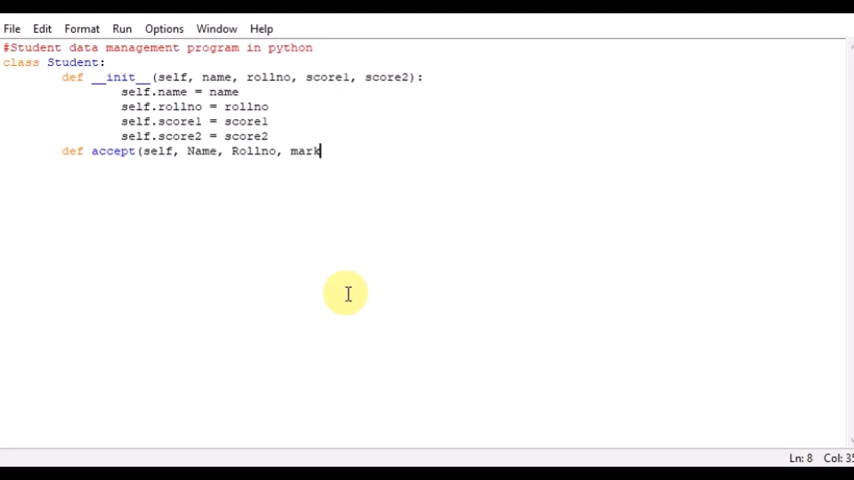 File Edit Format Run Options Window Help
#Student data management program in python
class Student:
def __init__(self, name, rollno, score1, score2):
self.name = name
self.rollno = rollno
self.score1 = score1
self.score2 = score2
def accept(self, Name, Rollno, mark
Ln: 8 Col: 35